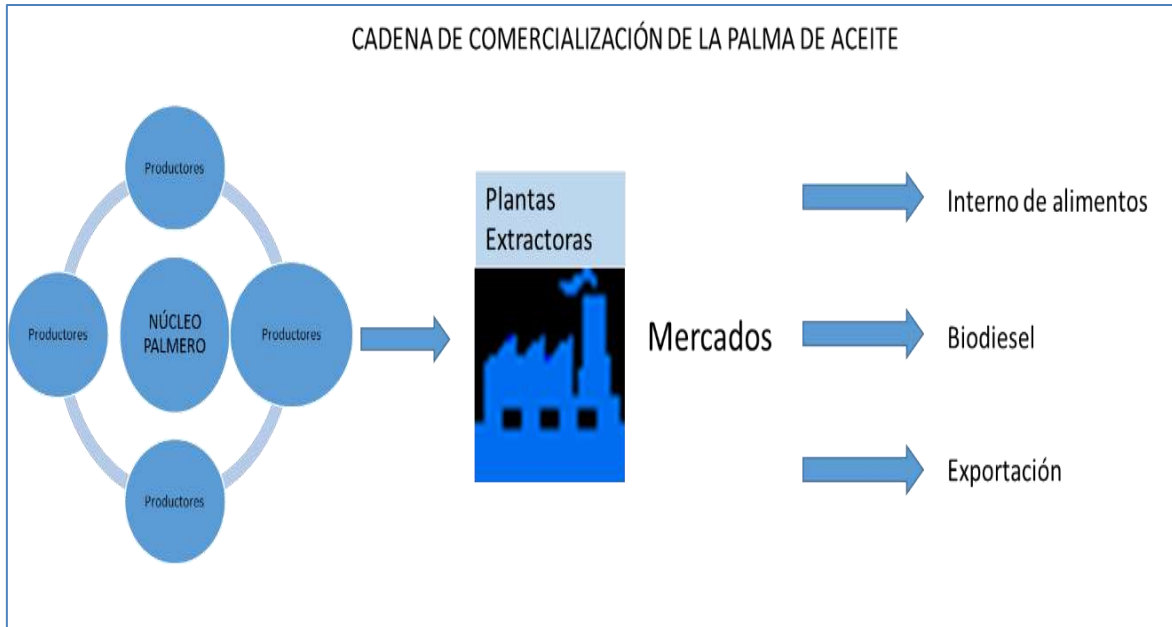 CADENA DE COMERCIALIZACIÓN DE LA PALMA DE ACEITE
Productores
Productores
NÚCLEO
PALMERO
Productores
Productores
Plantas
Extractoras
Mercados
Interno de alimentos
Biodiesel
Exportación